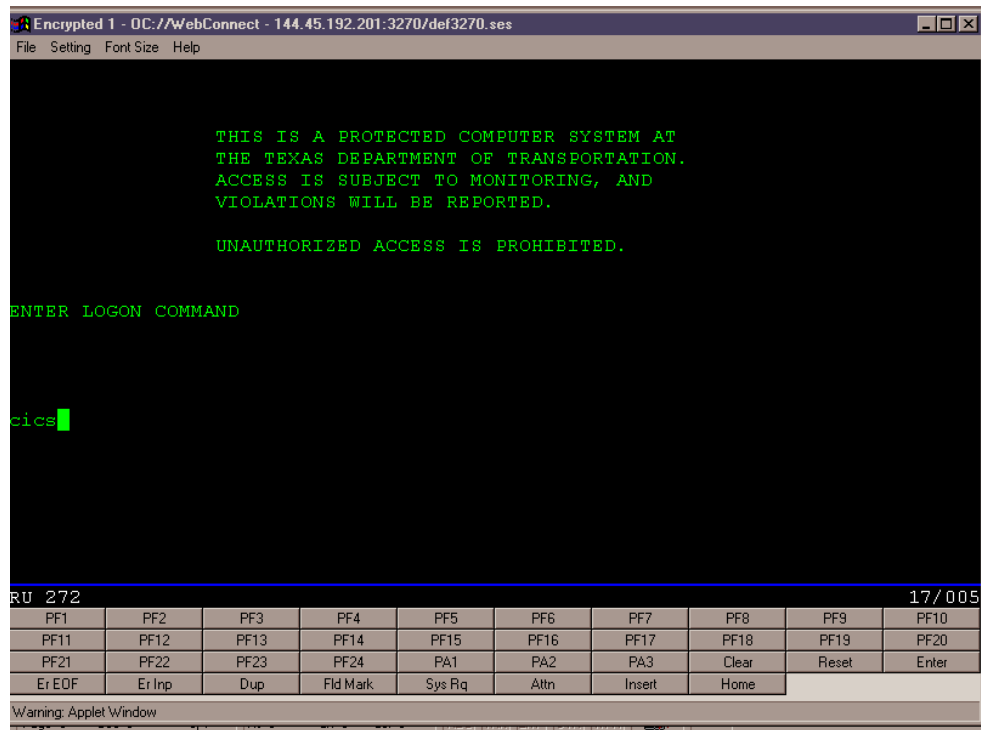 Encrypted 1 - OC://WebConnect - 144.45.192.201:3270/def3270.ses
File Setting Font Size Help
THIS IS A PROTECTED COMPUTER SYSTEM AT
THE TEXAS DEPARTMENT OF TRANSPORTATION.
ACCESS IS SUBJECT TO MONITORING, AND
VIOLATIONS WILL BE REPORTED.
UNAUTHORIZED ACCESS IS PROHIBITED.
ENTER LOGON COMMAND
cics
RU 272 17/005
PF1 PF2 PF3 PF4 PF5 PF6 PF7 PF8 PF9 PF10
PF11 PF12 PF13 PF14 PF15 PF16 PF17 PF18 PF19 PF20
PF21 PF22 PF23 PF24 PA1 PA2 PA3 Clear Reset Enter
Er EOF Er Inp Dup Fld Mark Sys Rq Attn Insert Home
Warning: Applet Window